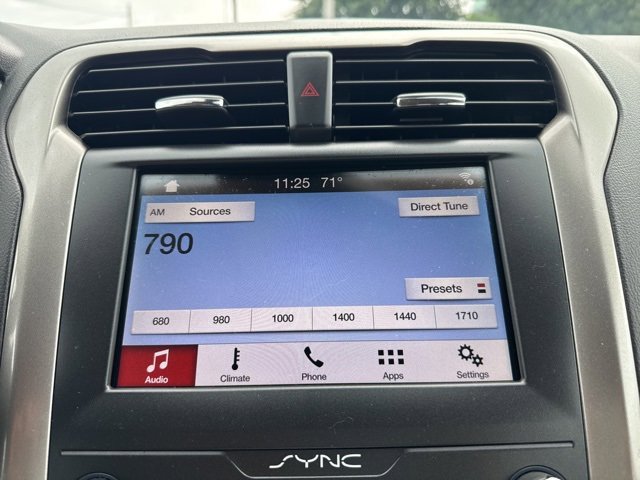 11:25 71°
AM Sources Direct Tune
790
Presets
680 980 1000 1400 1440 1710
Audio Climate Phone Apps Settings
SYNC